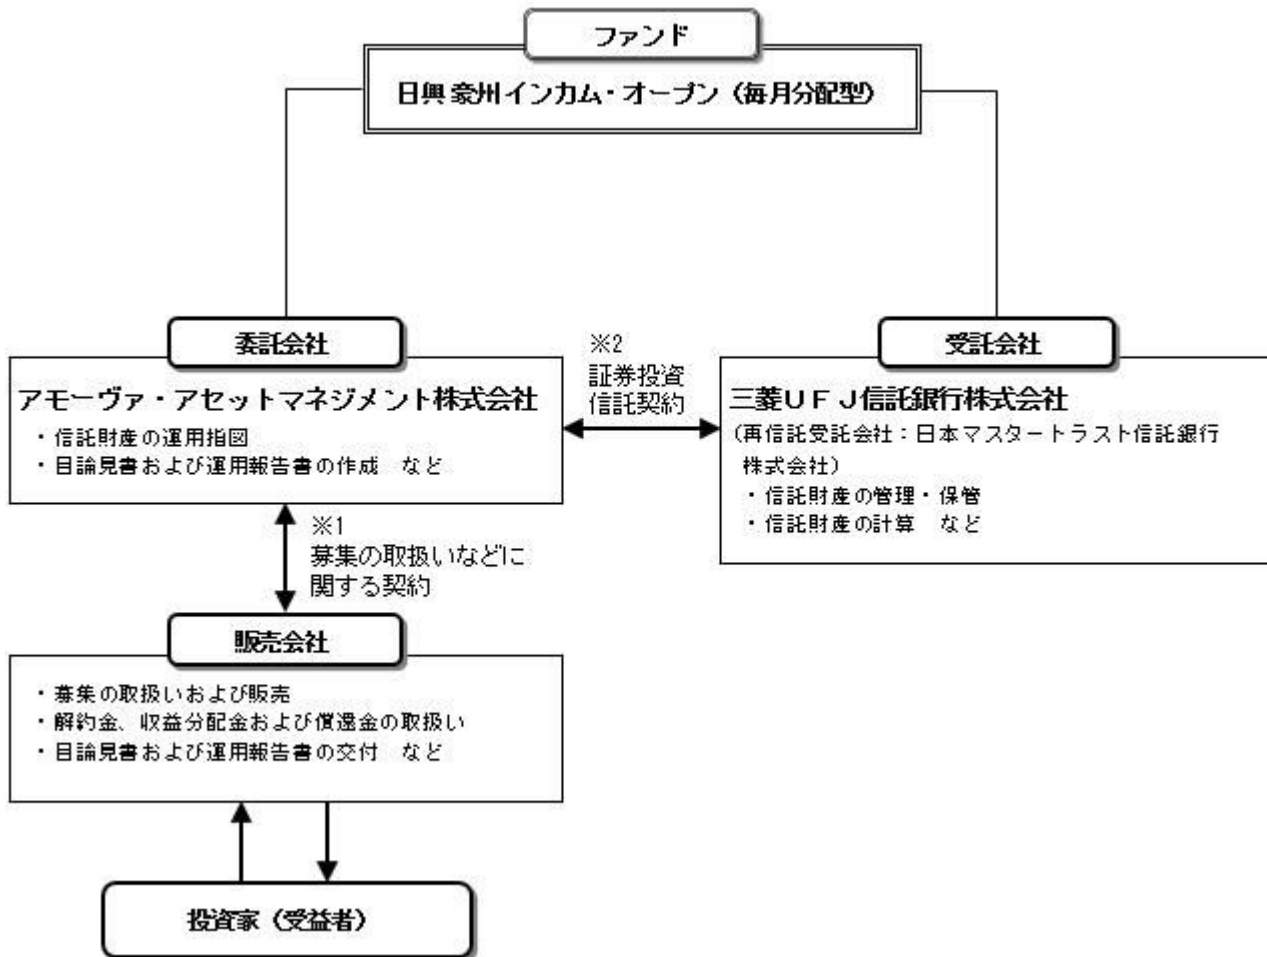 ファンド
日興豪州インカム・オープン（毎月分配型）
委託会社
アモーヴァ・アセットマネジメント株式会社
・信託財産の運用指図
・目論見書および運用報告書の作成　など
※2
証券投資
信託契約
受託会社
三菱ＵＦＪ信託銀行株式会社
（再信託受託会社：日本マスタートラスト信託銀行
株式会社）
・信託財産の管理・保管
・信託財産の計算　など
※1
募集の取扱いなどに
関する契約
販売会社
・募集の取扱いおよび販売
・解約金、収益分配金および償還金の取扱い
・目論見書および運用報告書の交付　など
投資家（受益者）